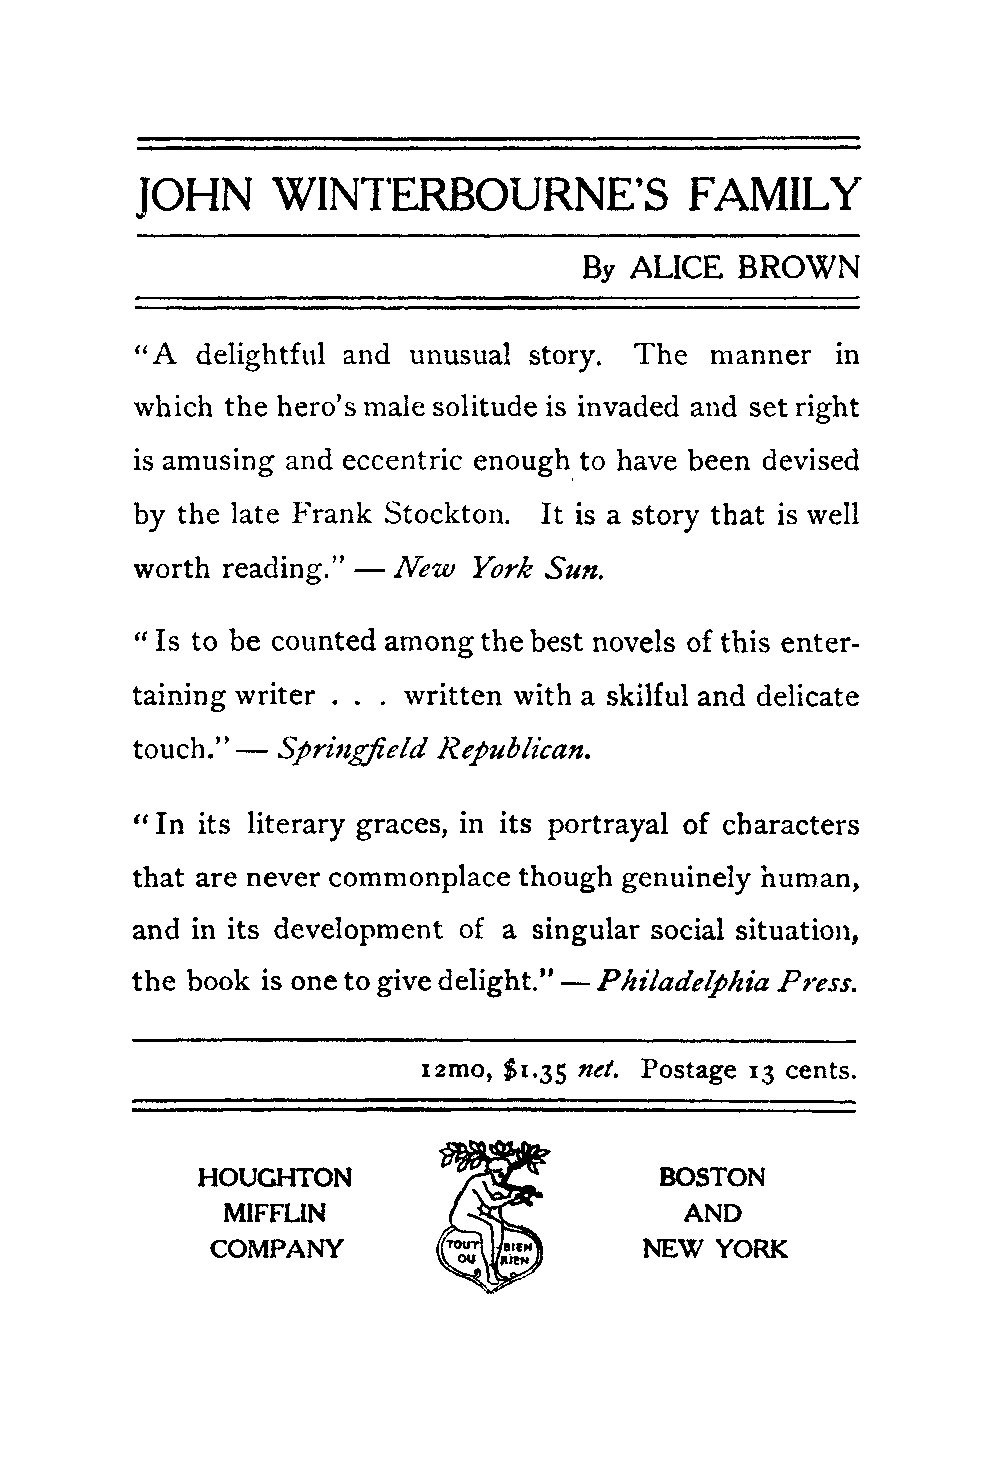 JOHN WINTERBOURNE'S FAMILY
By ALICE BROWN
“A delightful and unusual story. The manner in
which the hero's male solitude is invaded and set right
is amusing and eccentric enough to have been devised
by the late Frank Stockton. It is a story that is well
worth reading.” — New York Sun.
“Is to be counted among the best novels of this enter-
taining writer . . . written with a skilful and delicate
touch.” — Springfield Republican.
“In its literary graces, in its portrayal of characters
that are never commonplace though genuinely human,
and in its development of a singular social situation,
the book is one to give delight.” — Philadelphia Press.
12mo, $1.35 net. Postage 13 cents.
HOUGHTON
MIFFLIN
COMPANY
TOUT BIEN
OU RIEN
BOSTON
AND
NEW YORK